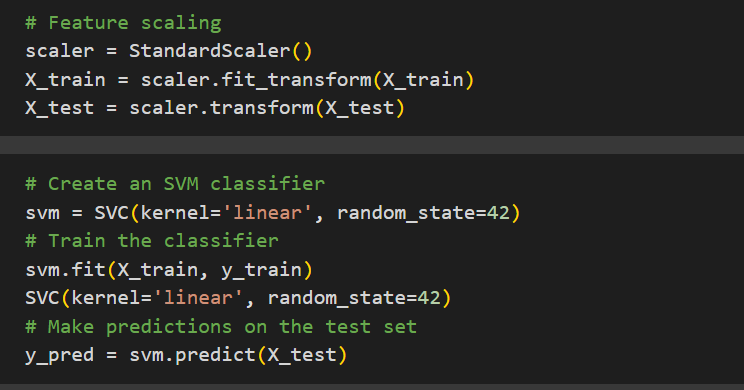 # Feature scaling
scaler = StandardScaler()
X_train = scaler.fit_transform(X_train)
X_test = scaler.transform(X_test)
# Create an SVM classifier
svm = SVC(kernel='linear', random_state=42)
# Train the classifier
svm.fit(X_train, y_train)
SVC(kernel='linear', random_state=42)
# Make predictions on the test set
y_pred = svm.predict(X_test)